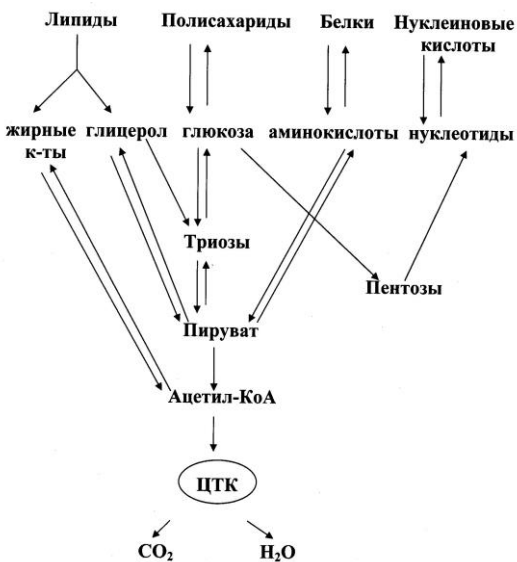 Липиды Полисахариды Белки Нуклеиновые
кислоты
жирные глицерол глюкоза аминокислоты нуклеотиды
к-ты
Триозы
Пентозы
Пируват
Ацетил-КоА
ЦТК
CO₂ H₂O